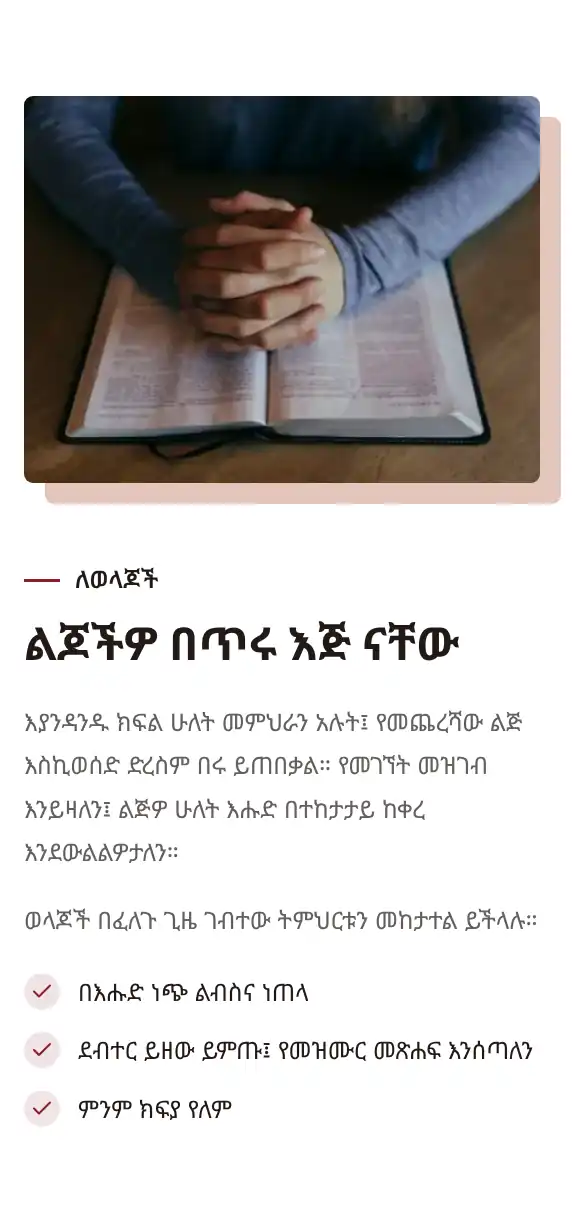 ለወላጆች
ልጆችዎ በጥሩ እጅ ናቸው
እያንዳንዱ ክፍል ሁለት መምህራን አሉት፤ የመጨረሻው ልጅ
እስኪወሰድ ድረስም በሩ ይጠበቃል። የመገኘት መዝገብ
እንይዛለን፤ ልጅዎ ሁለት እሑድ በተከታታይ ከቀረ
እንደውልልዎታለን።
ወላጆች በፈለጉ ጊዜ ገብተው ትምህርቱን መከታተል ይችላሉ።
በእሑድ ነጭ ልብስና ነጠላ
ደብተር ይዘው ይምጡ፤ የመዝሙር መጽሐፍ እንሰጣለን
ምንም ክፍያ የለም